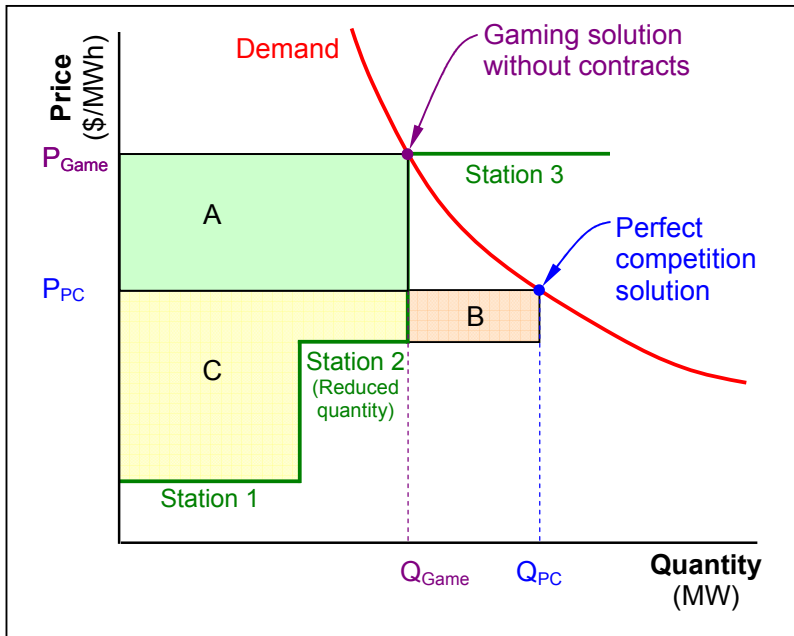 Price
($/MWh)
Demand
Gaming solution
without contracts
PGame
A
Station 3
Perfect
competition
solution
PPC
B
C
Station 2
(Reduced
quantity)
Station 1
QGame
QPC
Quantity
(MW)